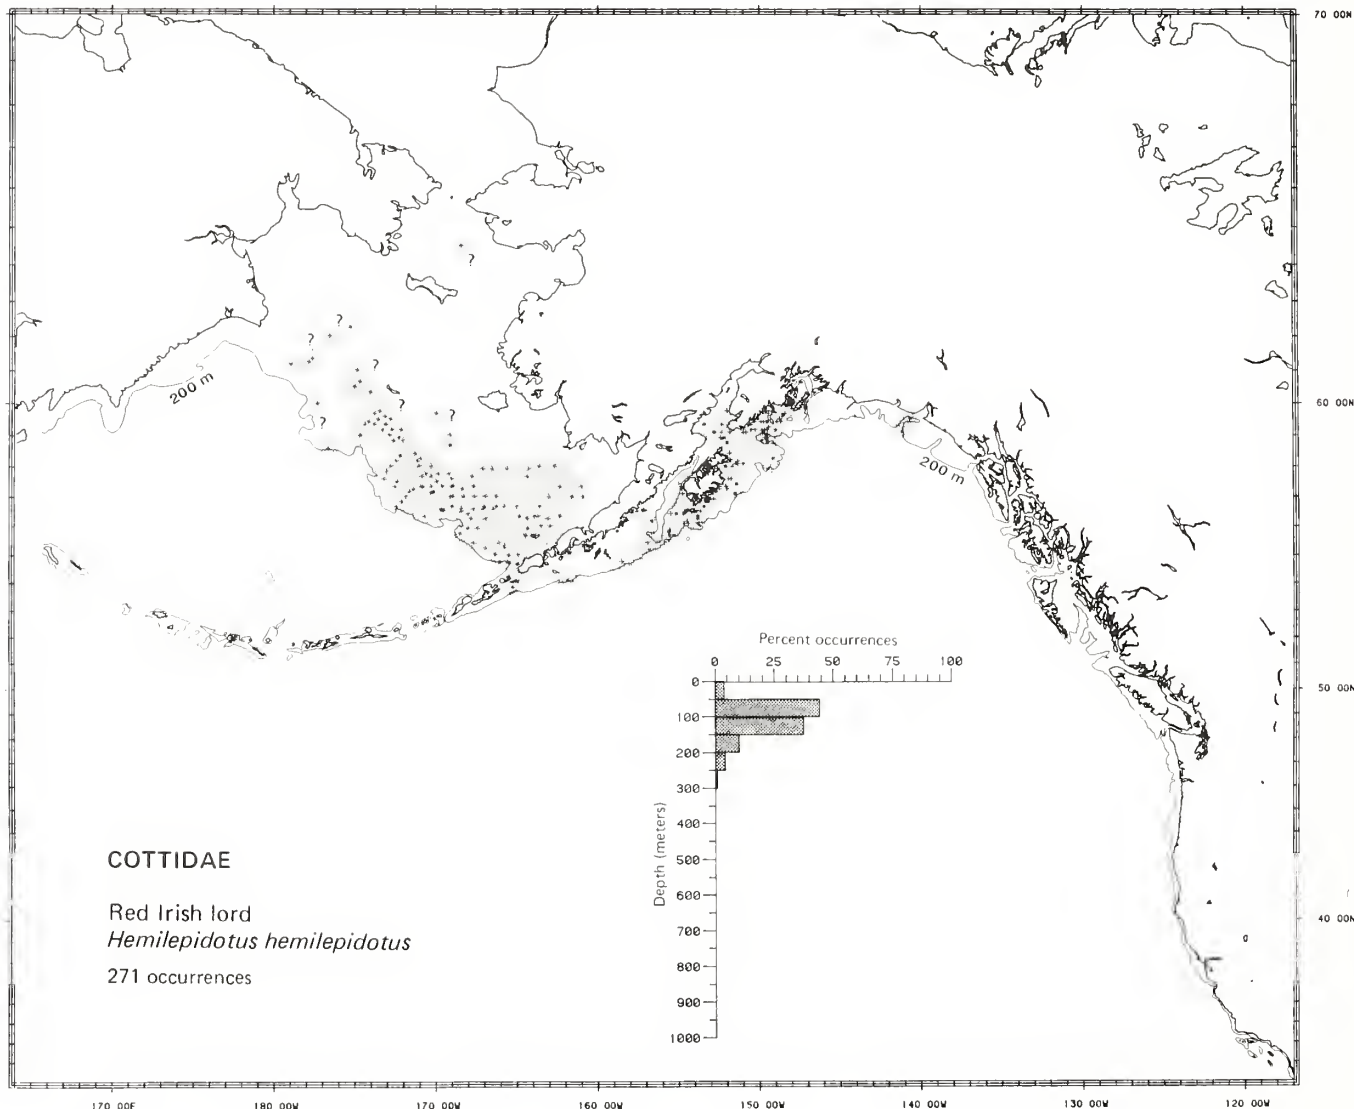 70 00N
?
?
?
?
200 m
60 00N
?
?
?
200 m
Percent occurrences
0 25 50 75 100
50 00N
0
100
200
300
400
500
600
700
800
900
1000
Depth (meters)
COTTIDAE
Red Irish lord
Hemilepidotus hemilepidotus
271 occurrences
40 00N
170 00E 180 00W 170 00W 160 00W 150 00W 140 00W 130 00W 120 00W